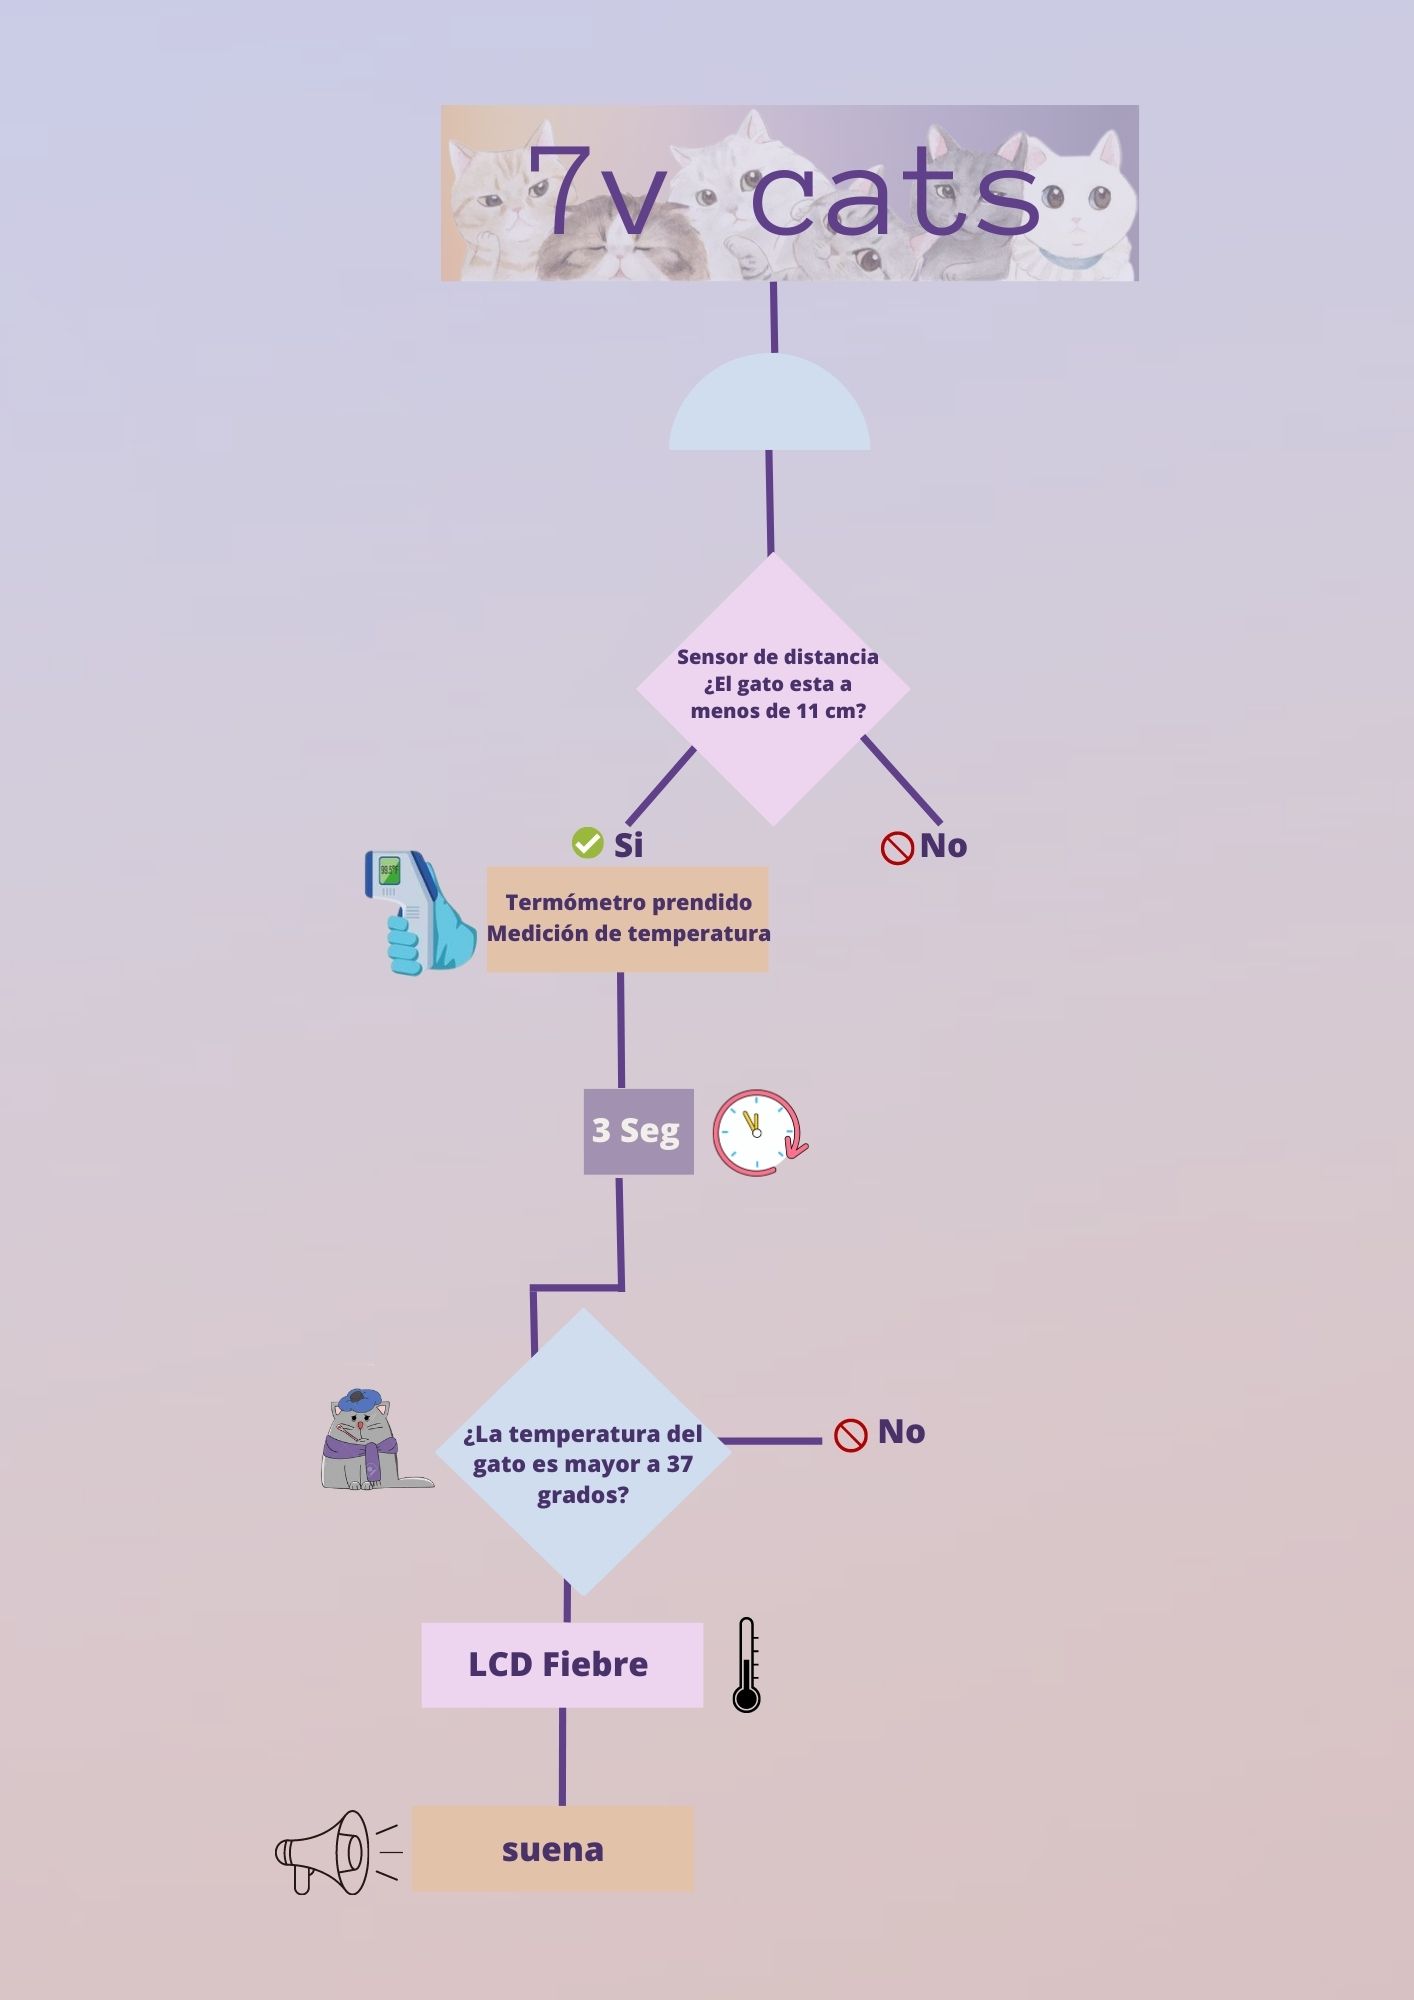 7v cats
Sensor de distancia
¿El gato esta a
menos de 11 cm?
Si
No
99.5°F
Termómetro prendido
Medición de temperatura
3 Seg
¿La temperatura del
gato es mayor a 37
grados?
No
LCD Fiebre
suena